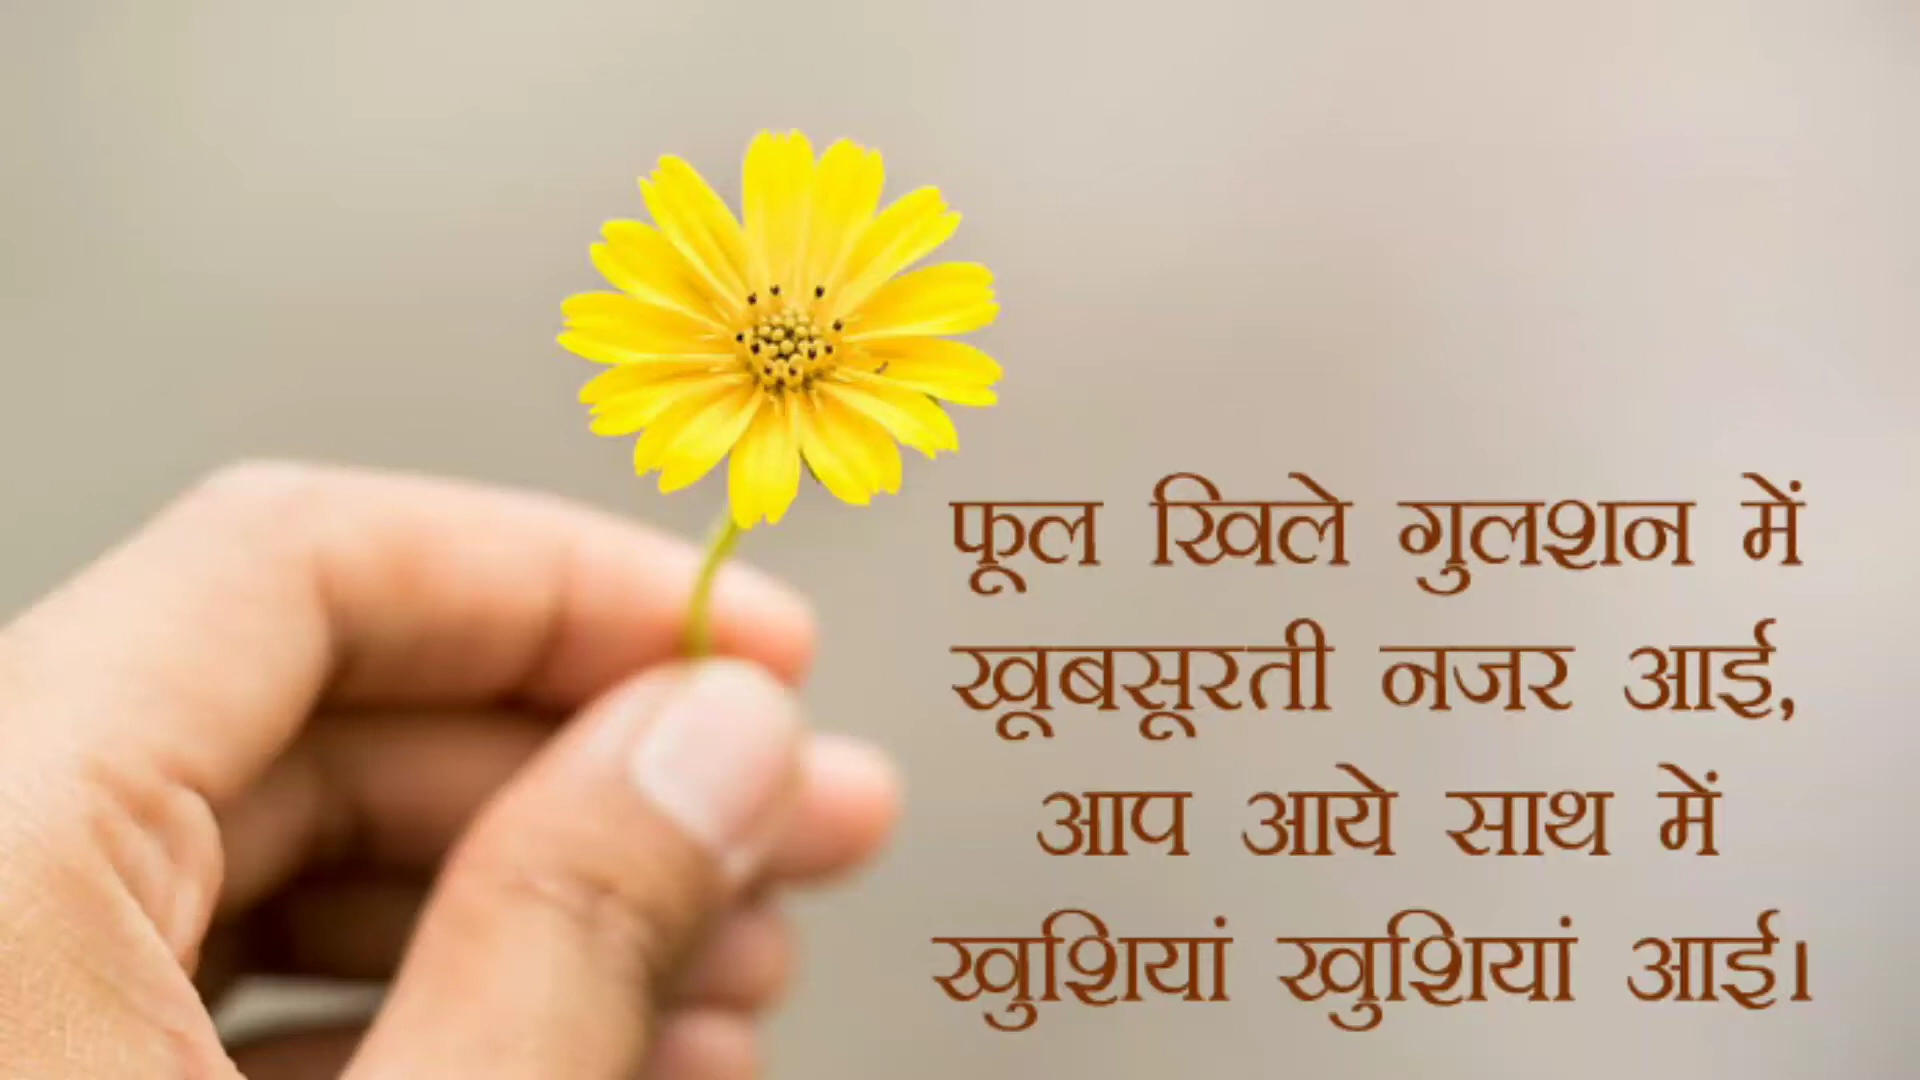 फूल खिले गुलशन में
खूबसूरती नजर आई,
आप आये साथ में
खुशियां खुशियां आई।